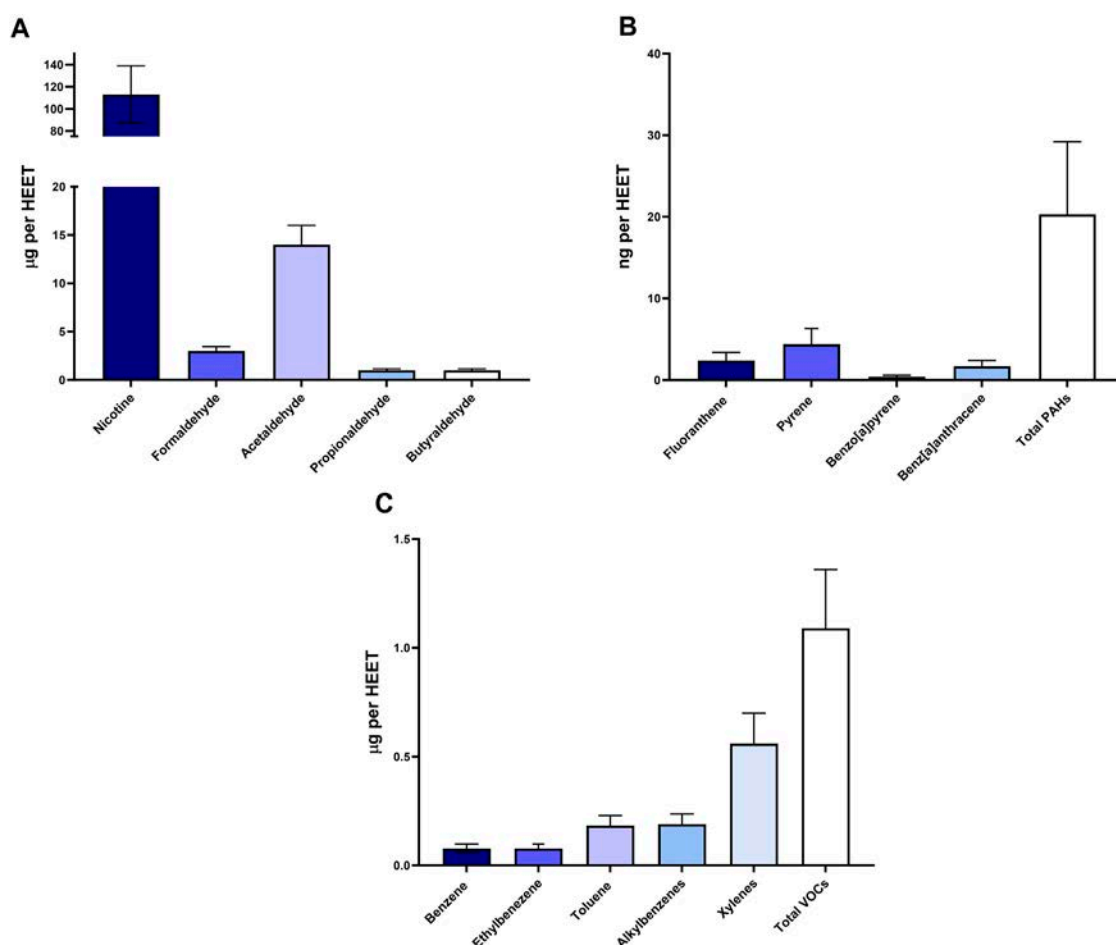 A
μg per HEET
140
120
100
80
20
15
10
5
0
Nicotine
Formaldehyde
Acetaldehyde
Propionaldehyde
Butyraldehyde
B
ng per HEET
40
30
20
10
0
Fluoranthene
Pyrene
Benzo[a]pyrene
Benz[a]anthracene
Total PAHs
C
μg per HEET
1.5
1.0
0.5
0.0
Benzene
Ethylbenezene
Toluene
Alkylbenzenes
Xylenes
Total VOCs